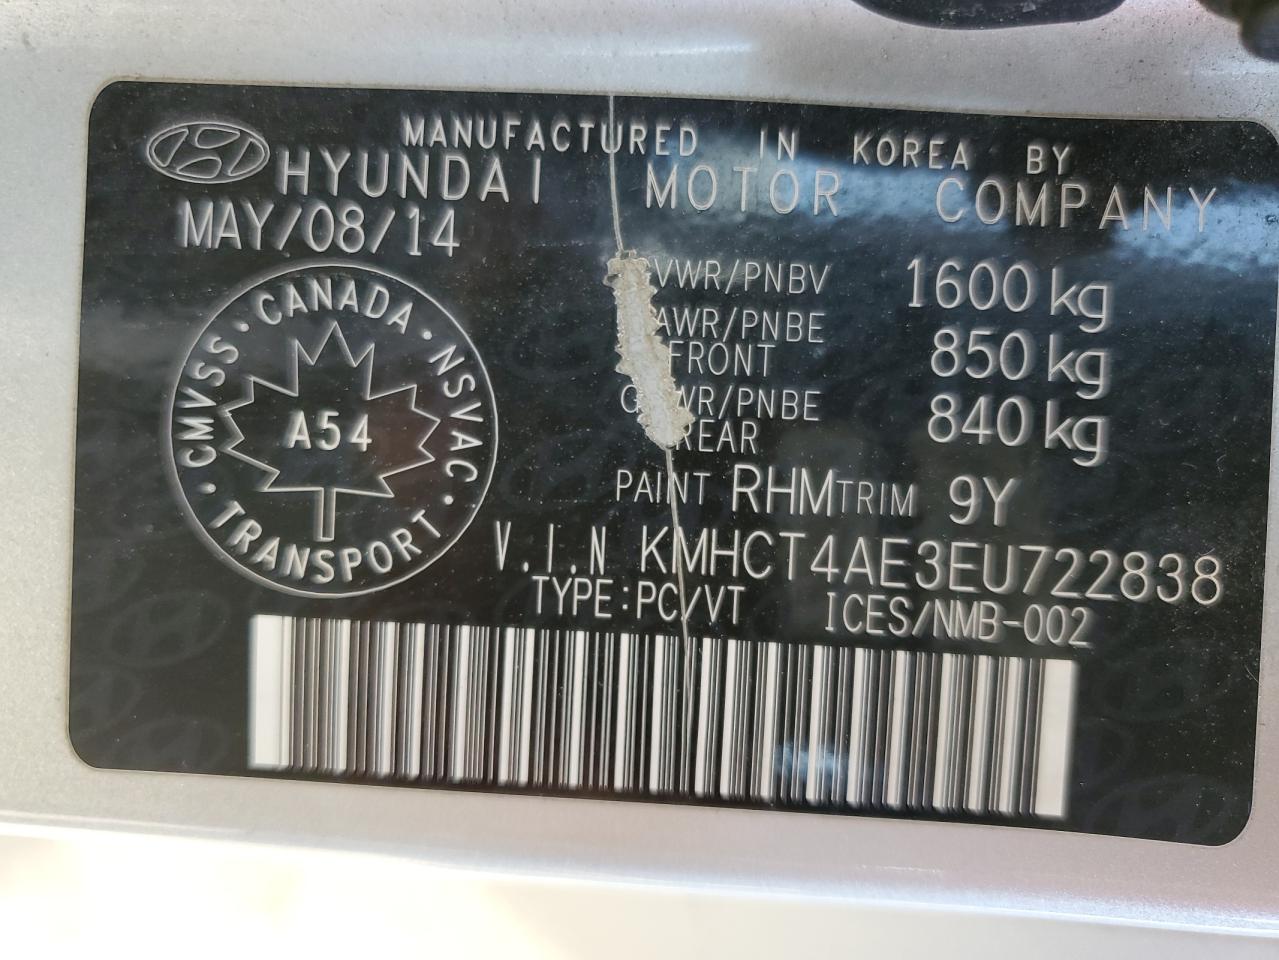 MANUFACTURED IN KOREA BY
HYUNDAI MOTOR COMPANY
MAY/08/14
VWR/PNBV 1600 kg
AWR/PNBE
FRONT 850 kg
G WR/PNBE
REAR 840 kg
CANADA · NSVAC · TRANSPORT · CMVSS ·
A54
PAINT RHM TRIM 9Y
V.I.N KMHCT4AE3EU722838
TYPE:PC/VT ICES/NMB-002